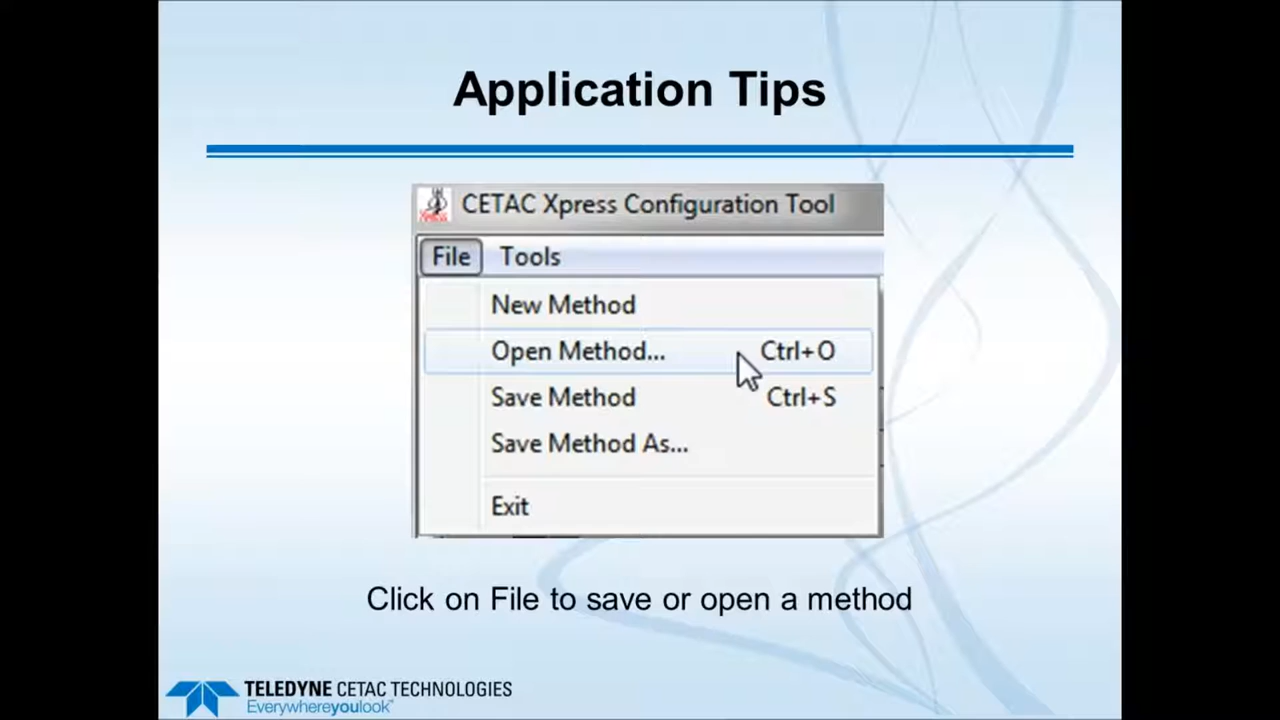 Application Tips
CETAC Xpress Configuration Tool
File Tools
New Method
Open Method... Ctrl+O
Save Method Ctrl+S
Save Method As...
Exit
Click on File to save or open a method
TELEDYNE CETAC TECHNOLOGIES
Everywhereyoulook™